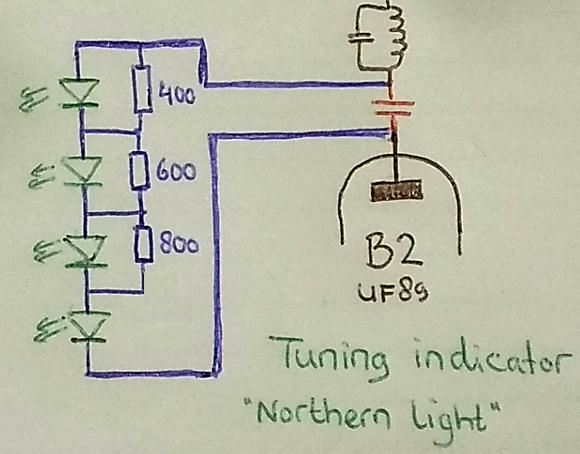 400
600
800
B2
UF89
Tuning indicator
"Northern light"